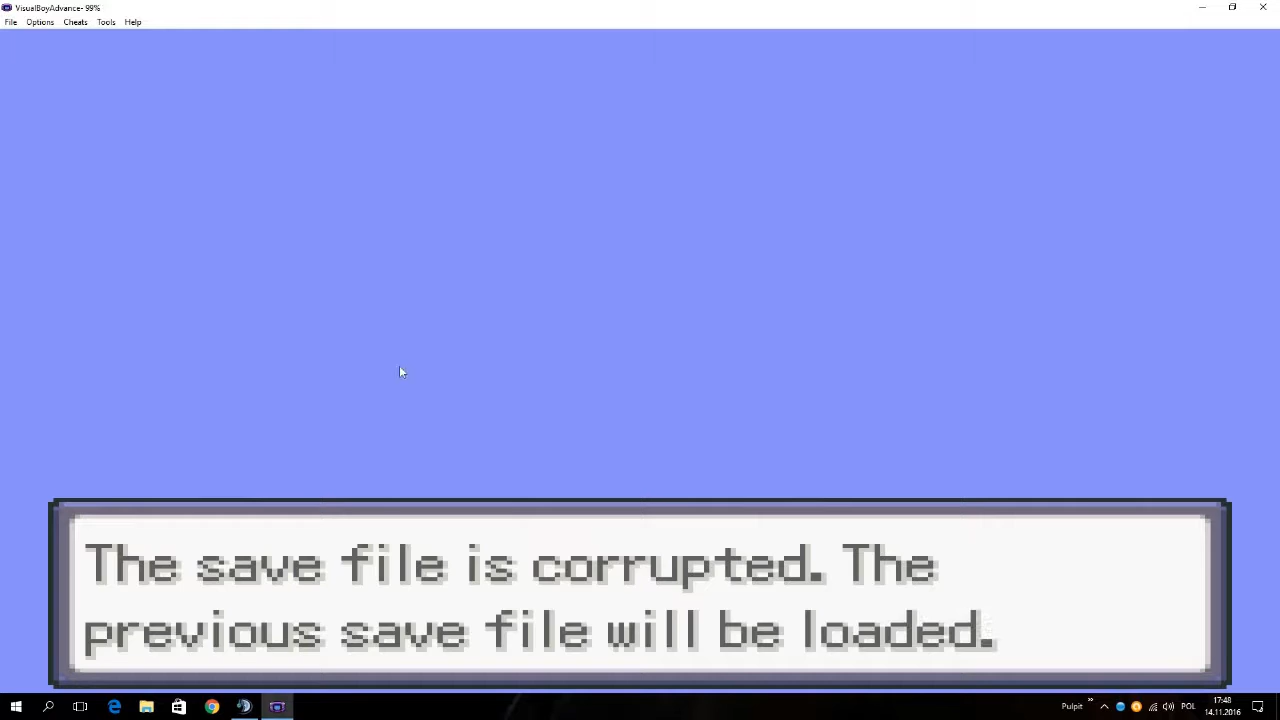 VisualBoyAdvance- 99%
File Options Cheats Tools Help
The save file is corrupted. The
previous save file will be loaded.
Pulpit
POL
17:48
14.11.2016